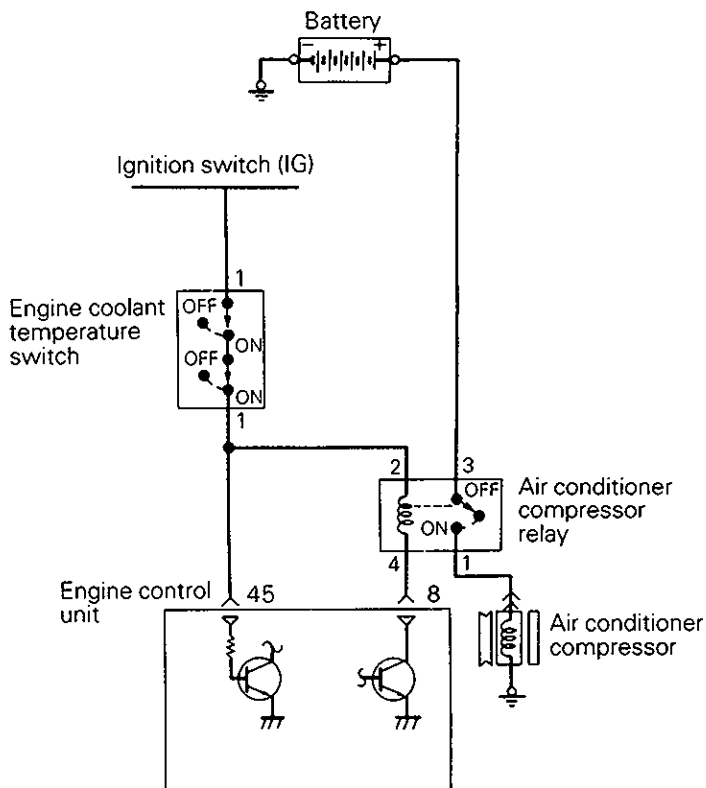 Battery
− +
Ignition switch (IG)
1
Engine coolant
temperature
switch
OFF
ON
OFF
ON
1
2 3
OFF
ON
Air conditioner
compressor
relay
4 1
Engine control
unit
45 8
Air conditioner
compressor